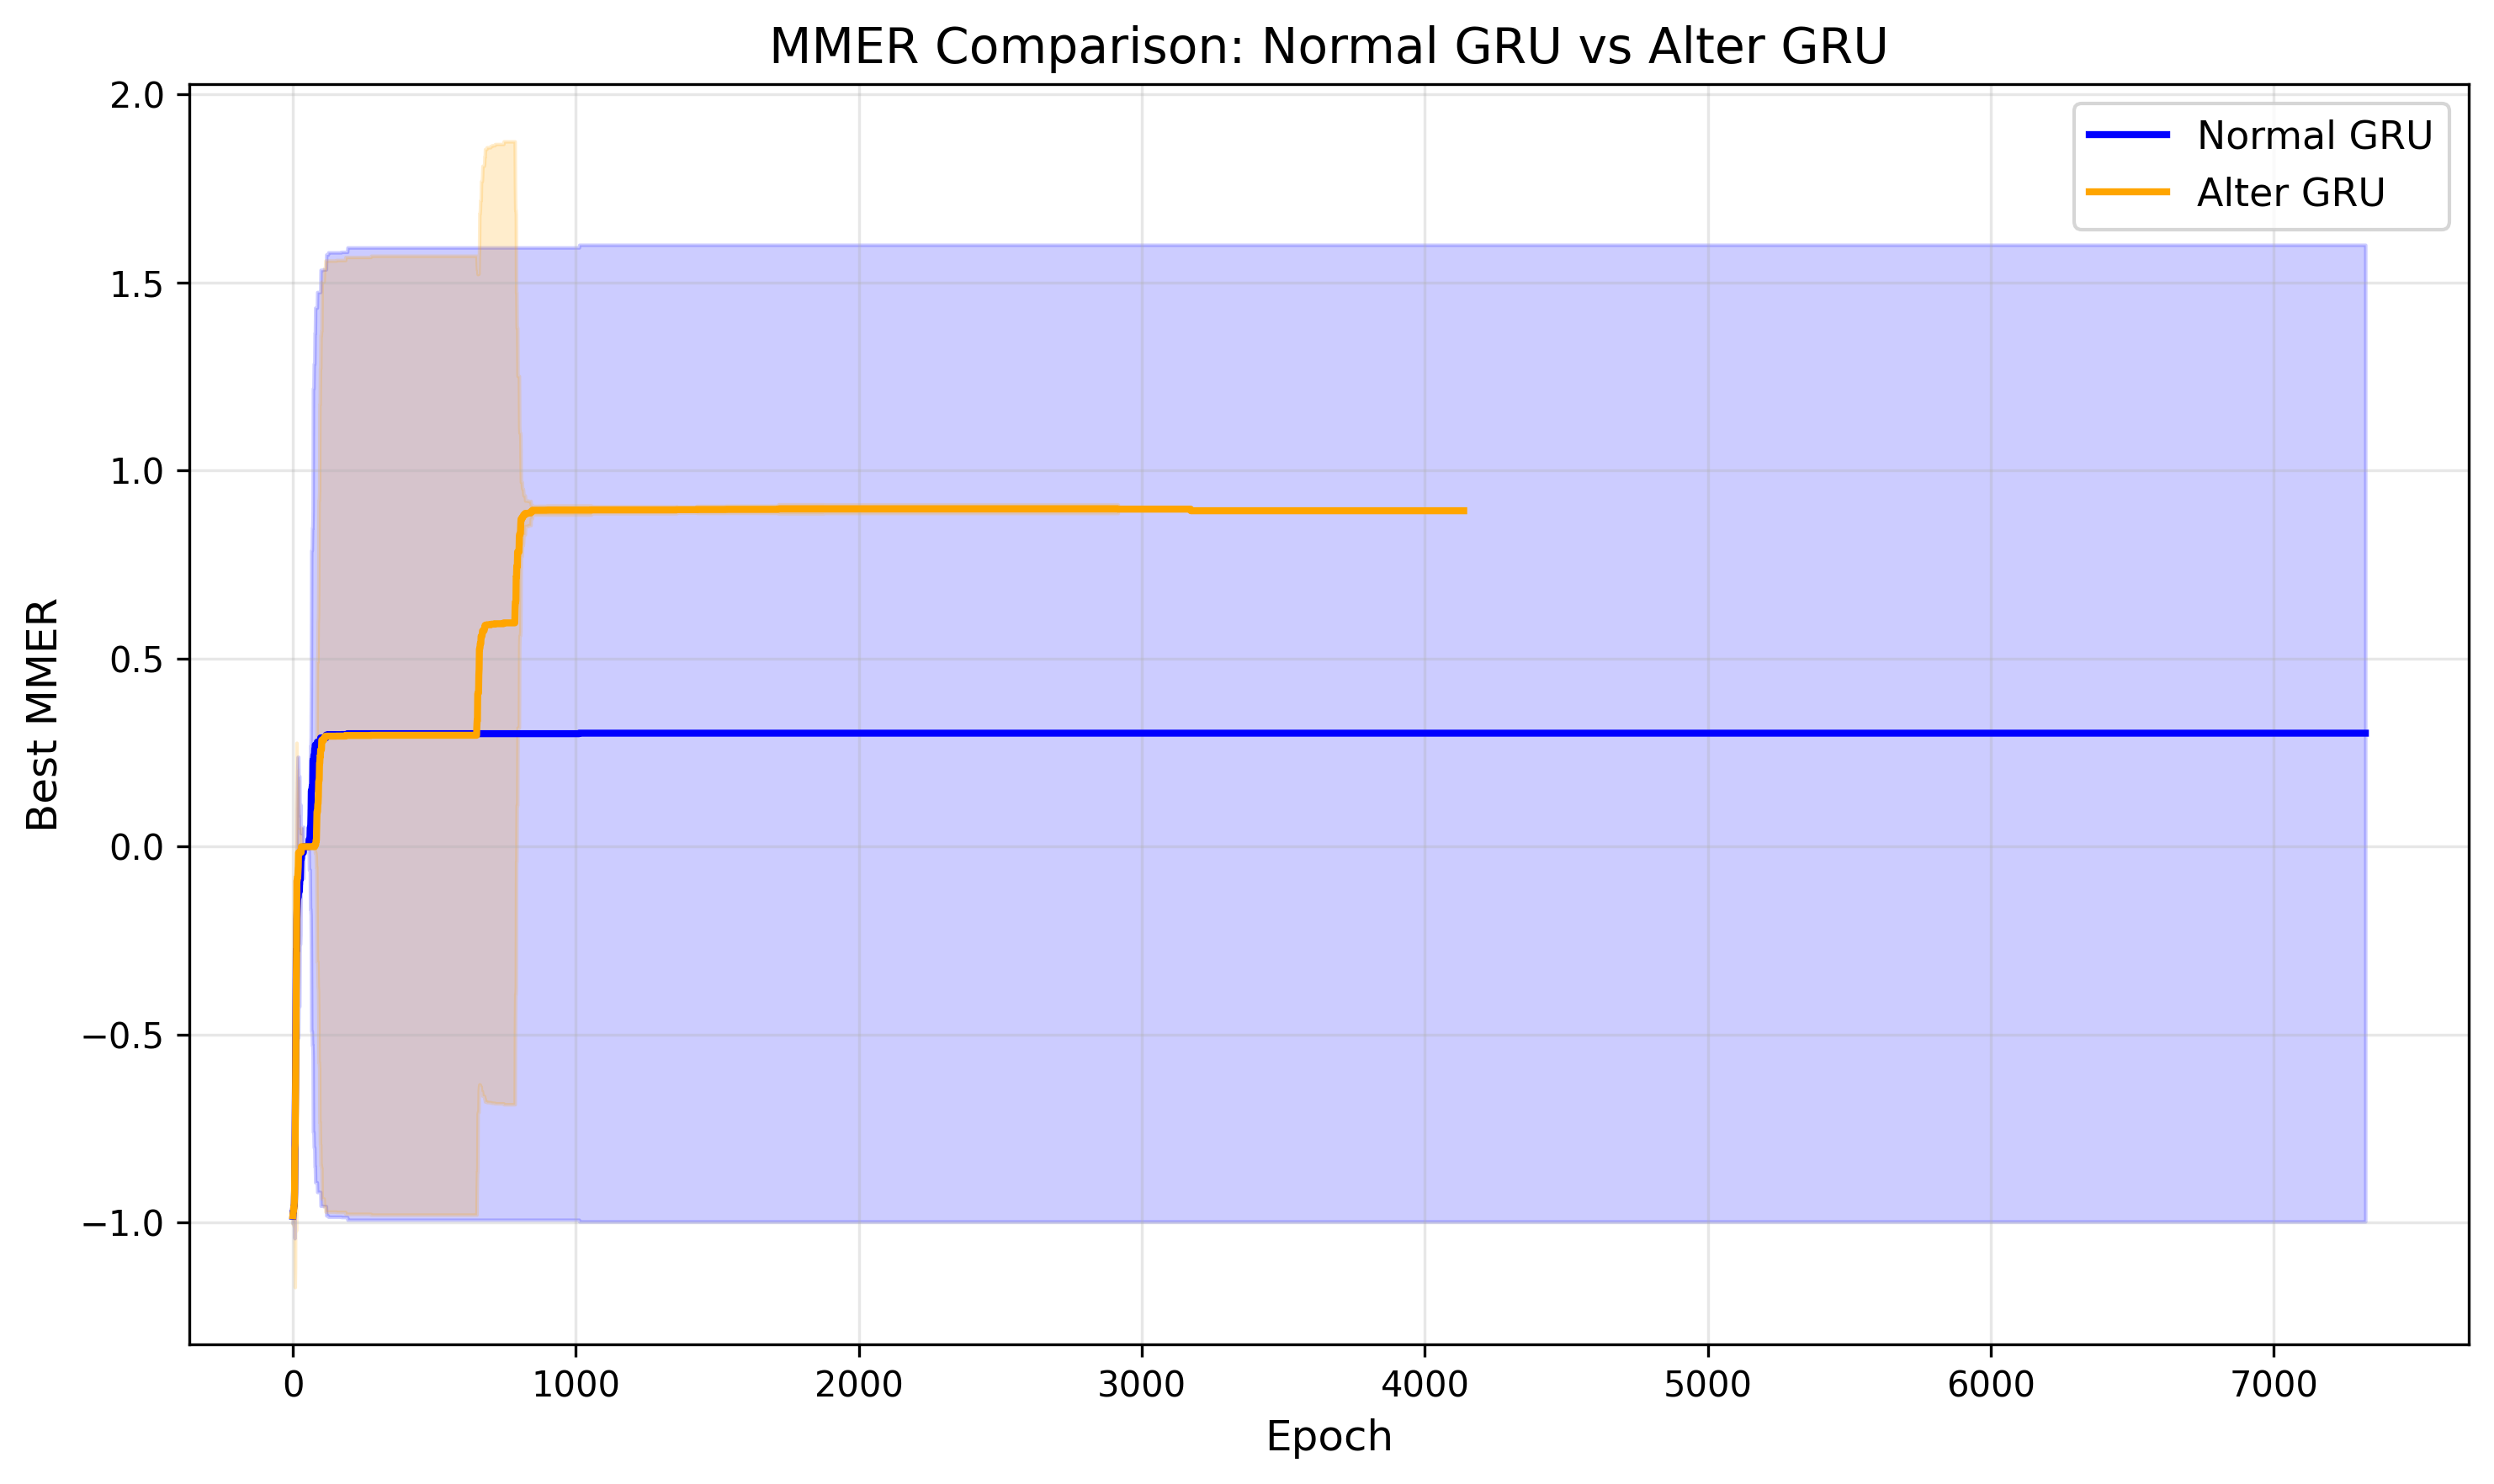 MMER Comparison: Normal GRU vs Alter GRU
Normal GRU
Alter GRU
Best MMER
2.0
1.5
1.0
0.5
0.0
−0.5
−1.0
0 1000 2000 3000 4000 5000 6000 7000
Epoch